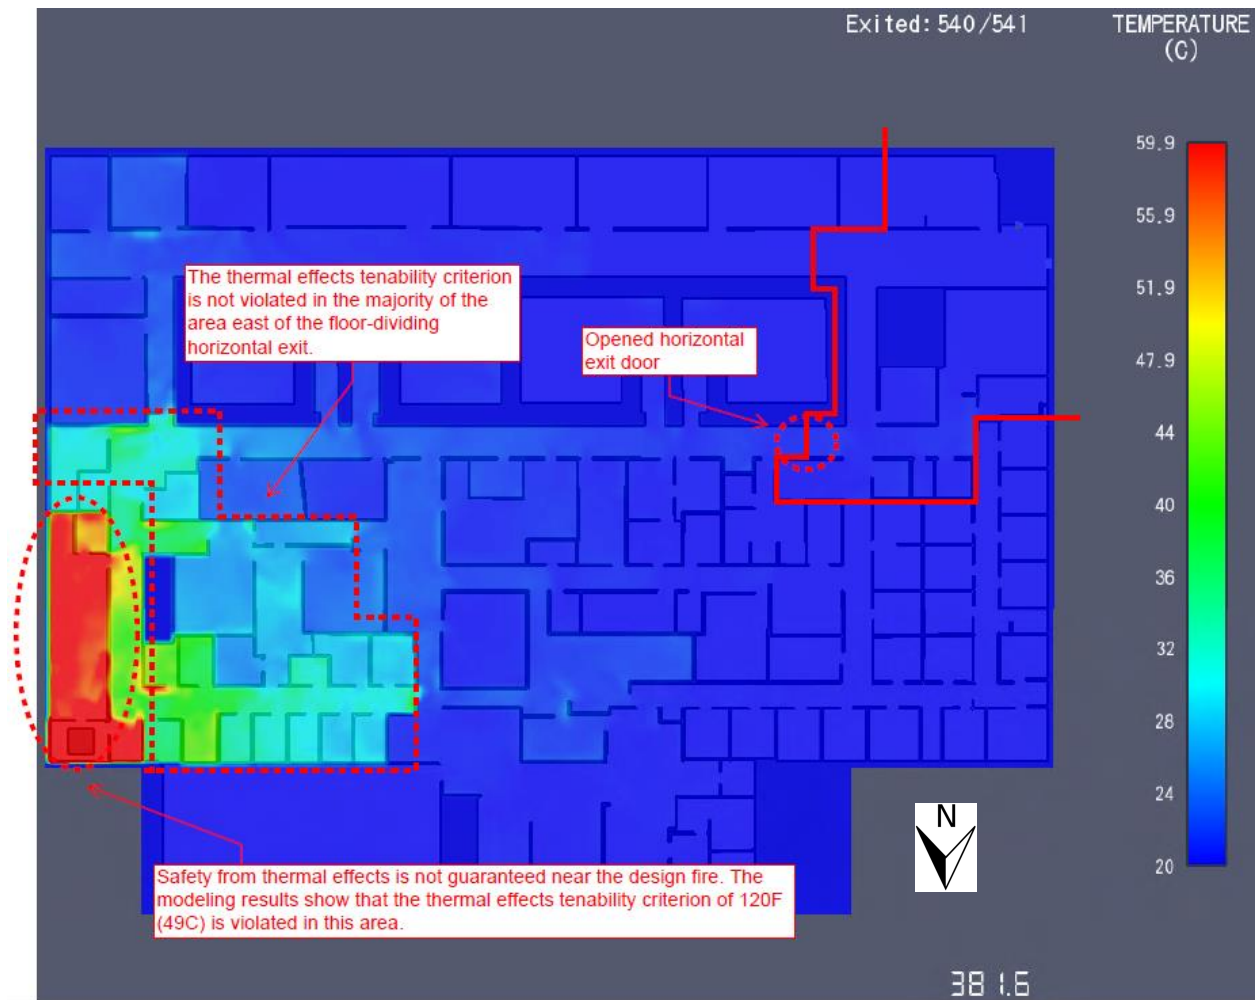 Exited: 540/541
TEMPERATURE
(C)
59.9
55.9
51.9
47.9
44
40
36
32
28
24
20
The thermal effects tenability criterion
is not violated in the majority of the
area east of the floor-dividing
horizontal exit.
Opened horizontal
exit door
N
Safety from thermal effects is not guaranteed near the design fire. The
modeling results show that the thermal effects tenability criterion of 120F
(49C) is violated in this area.
381.6